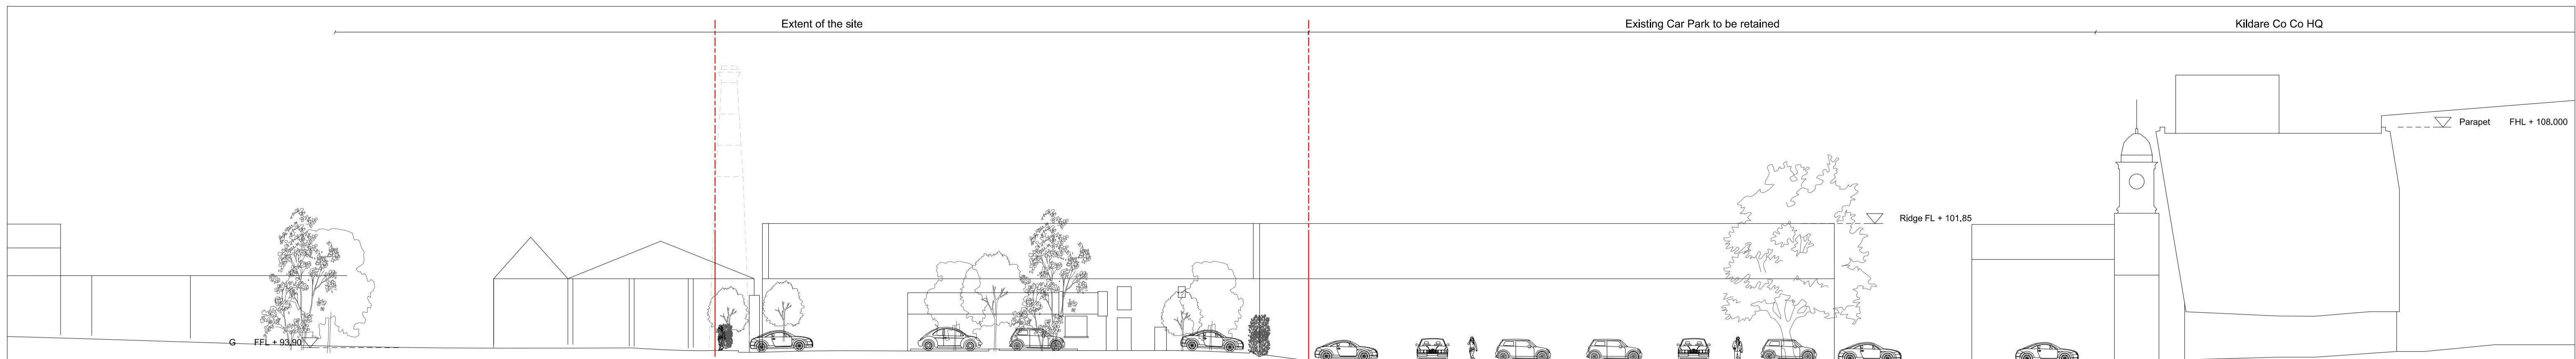 Extent of the site
Existing Car Park to be retained
Kildare Co Co HQ
Parapet FHL + 108.000
Ridge FL + 101,85
G FFL + 93,90